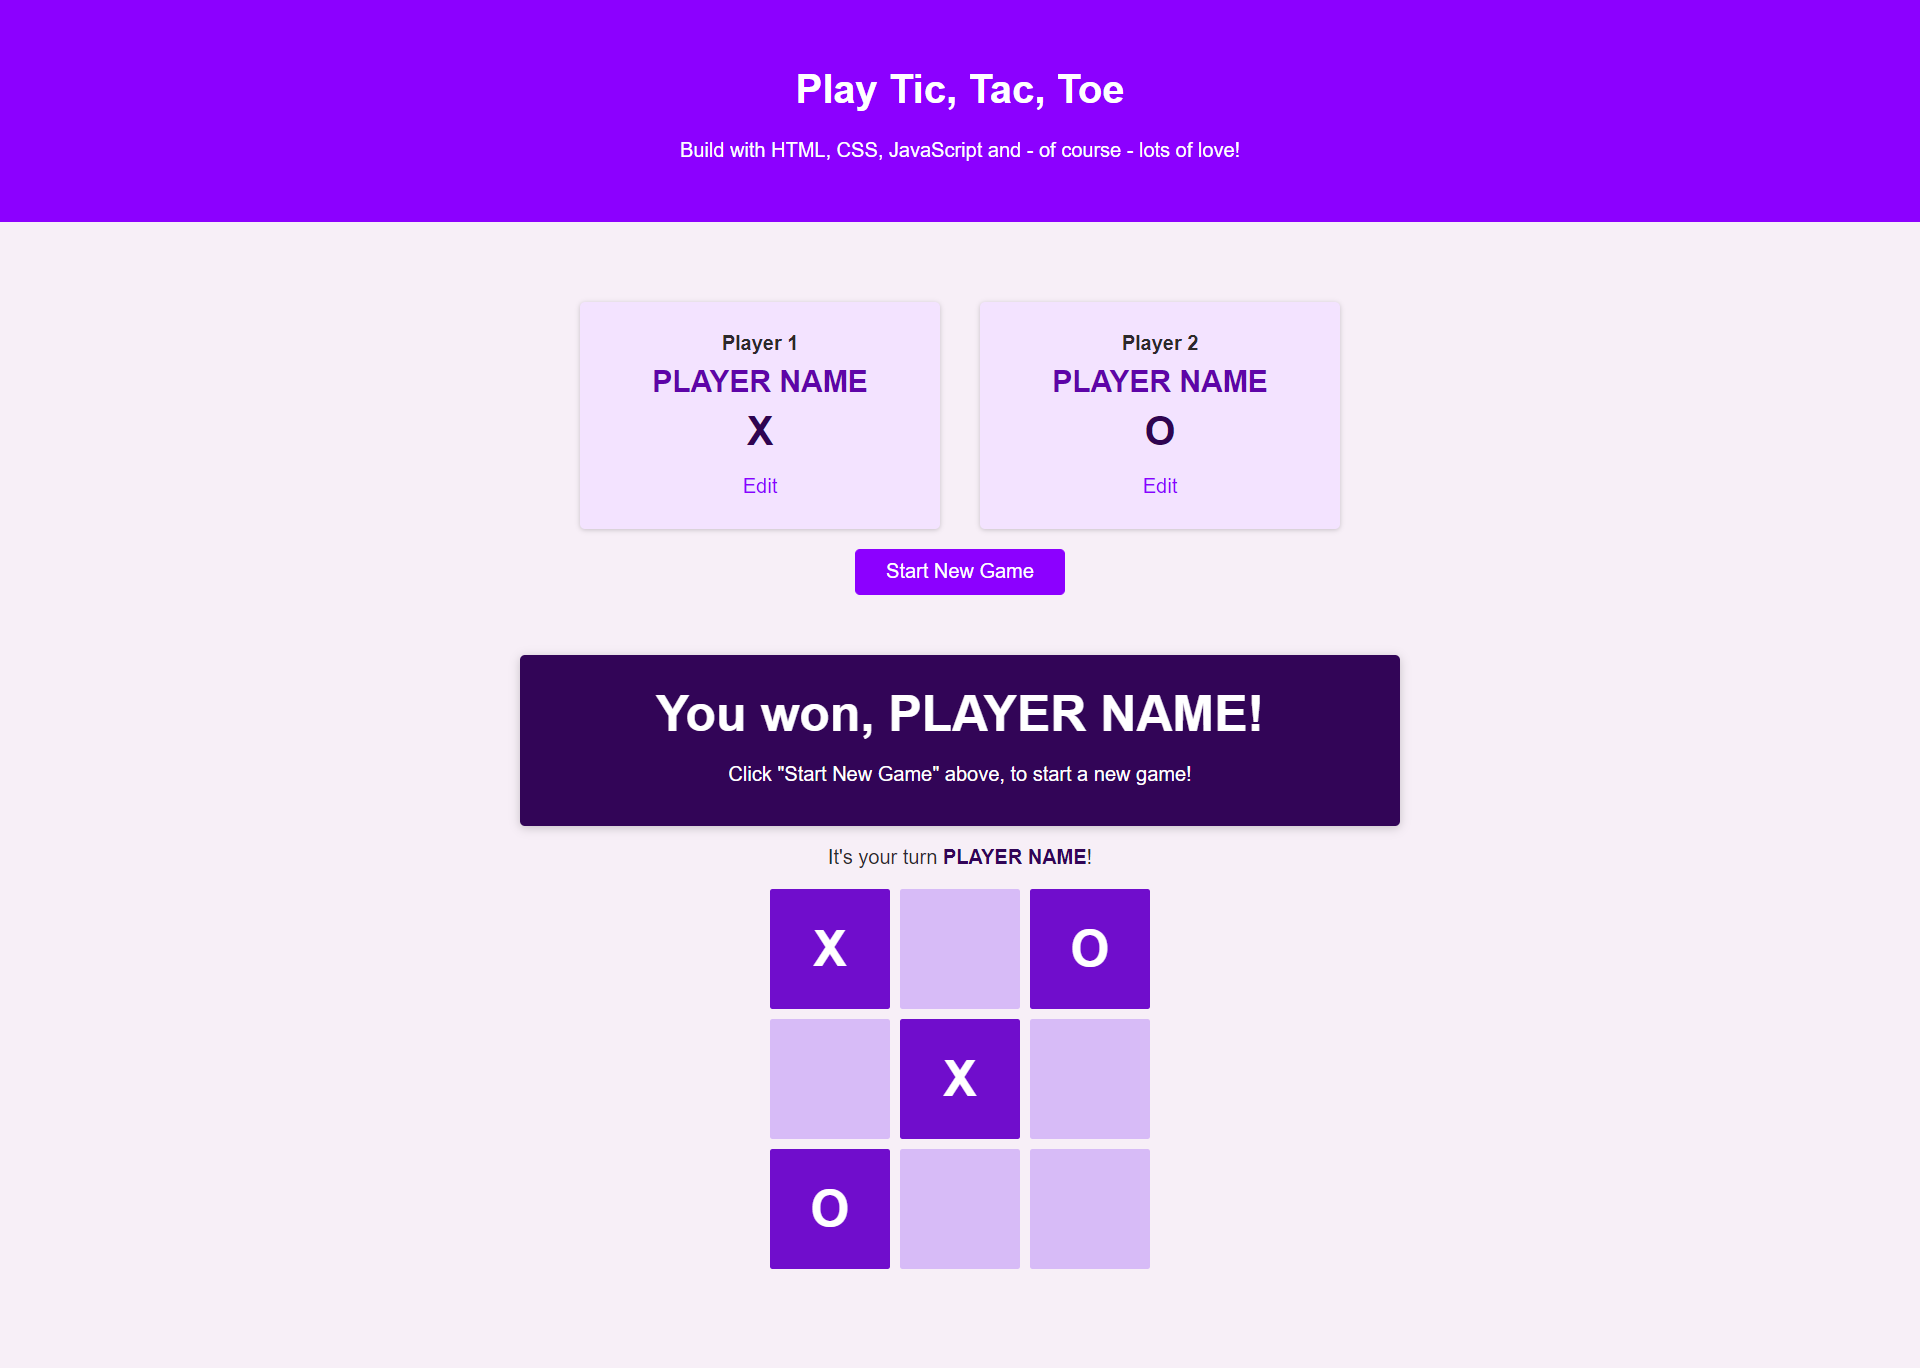 Play Tic, Tac, Toe
Build with HTML, CSS, JavaScript and - of course - lots of love!
Player 1
PLAYER NAME
X
Edit
Player 2
PLAYER NAME
O
Edit
Start New Game
You won, PLAYER NAME!
Click "Start New Game" above, to start a new game!
It's your turn PLAYER NAME!
X O
X
O